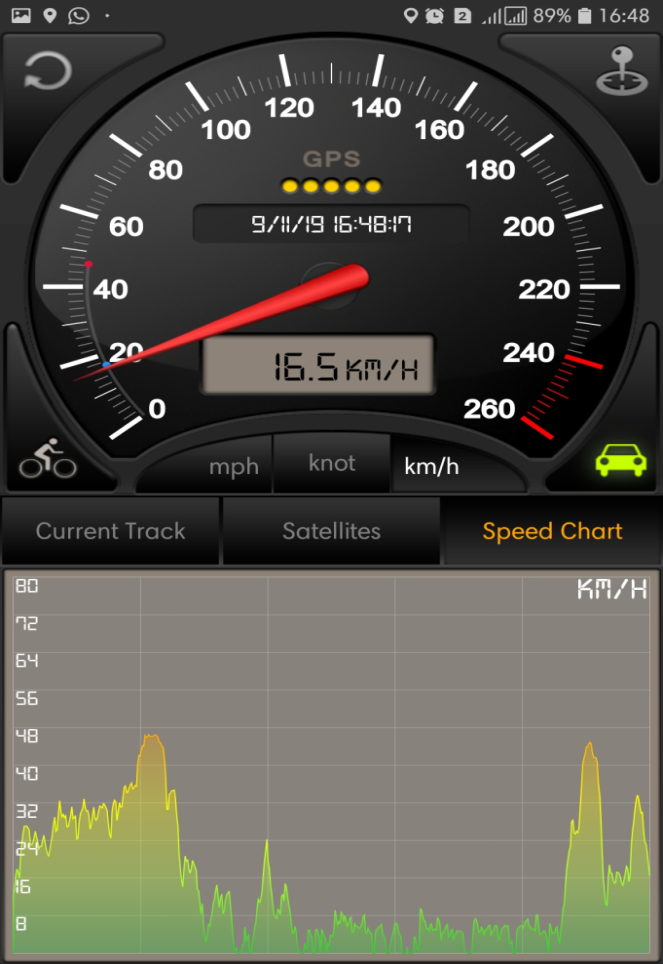 2 89% 16:48
120 140
100 160
GPS
80 180
9/11/19 16:48:17
60 200
40 220
20 240
16.5 KM/H
0 260
mph knot km/h
Current Track Satellites Speed Chart
80 KM/H
72
64
56
48
40
32
24
16
8